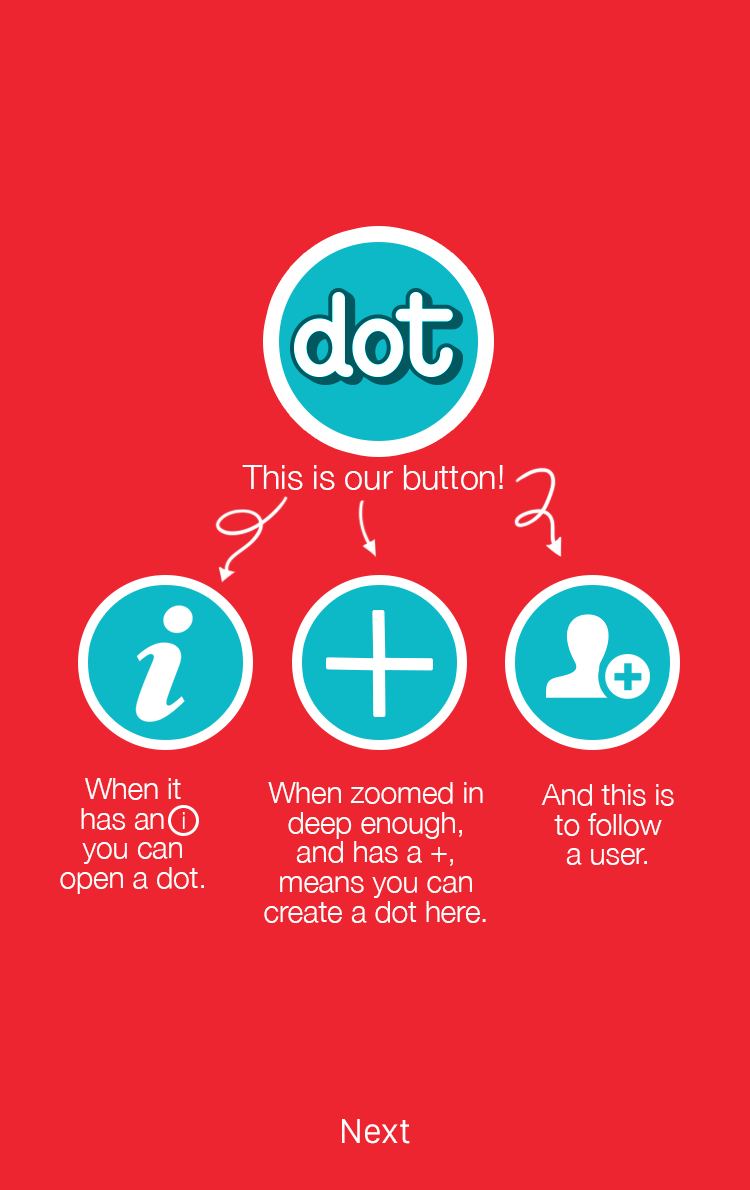 dot
This is our button!
i
When it
has an i
you can
open a dot.
When zoomed in
deep enough,
and has a +,
means you can
create a dot here.
And this is
to follow
a user.
Next